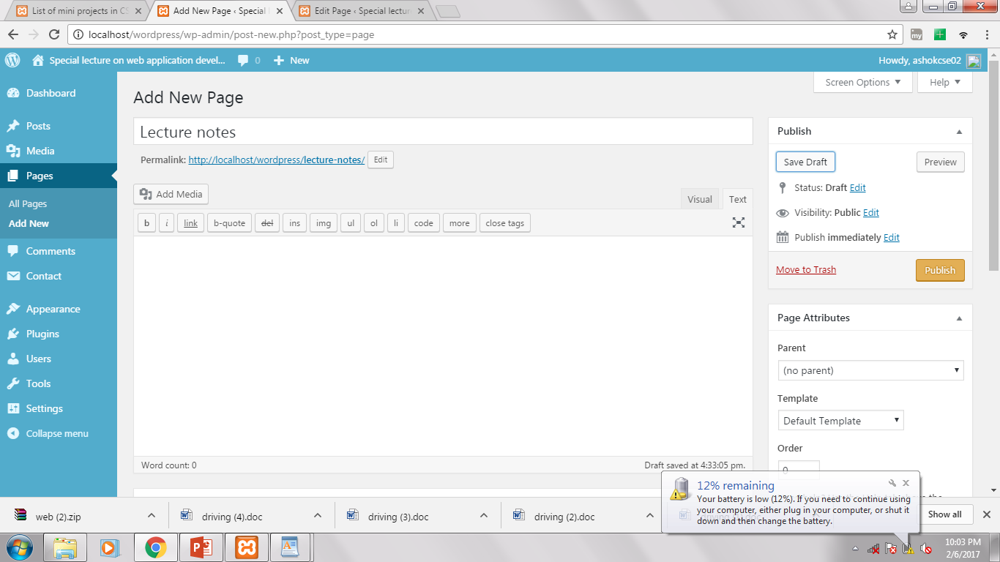 List of mini projects in CS
Add New Page ‹ Special l
Edit Page ‹ Special lectur
localhost/wordpress/wp-admin/post-new.php?post_type=page
my
Special lecture on web application devel...
0
New
Howdy, ashokcse02
Dashboard
Posts
Media
Pages
All Pages
Add New
Comments
Contact
Appearance
Plugins
Users
Tools
Settings
Collapse menu
Screen Options
Help
Add New Page
Lecture notes
Permalink: http://localhost/wordpress/lecture-notes/ Edit
Add Media
Visual
Text
b i link b-quote del ins img ul ol li code more close tags
Word count: 0
Draft saved at 4:33:05 pm.
Publish
Save Draft
Preview
Status: Draft Edit
Visibility: Public Edit
Publish immediately Edit
Move to Trash
Publish
Page Attributes
Parent
(no parent)
Template
Default Template
Order
0
the
12% remaining
Your battery is low (12%). If you need to continue using
your computer, either plug in your computer, or shut it
down and then change the battery.
web (2).zip
driving (4).doc
driving (3).doc
driving (2).doc
Show all
10:03 PM
2/6/2017